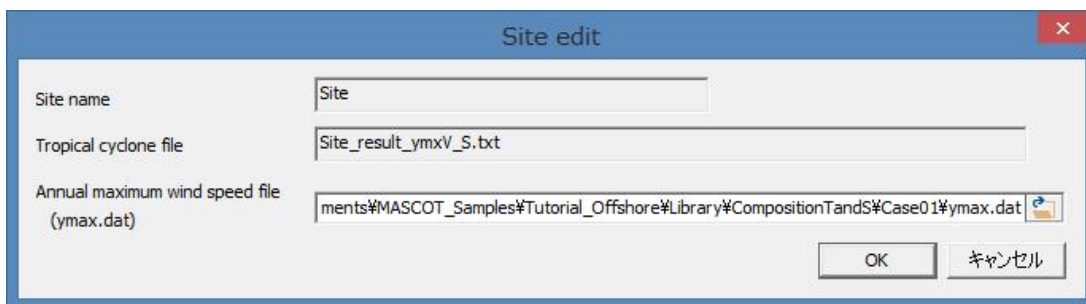 Site edit
Site name
Site
Tropical cyclone file
Site_result_ymxV_S.txt
Annual maximum wind speed file
(ymax.dat)
ments¥MASCOT_Samples¥Tutorial_Offshore¥Library¥CompositionTandS¥Case01¥ymax.dat
OK
キャンセル